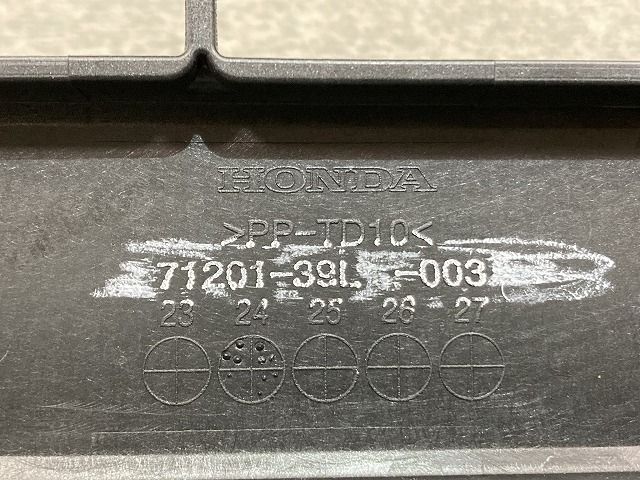 HONDA
>PP-TD10<
71201-39L -003
23 24 25 26 27